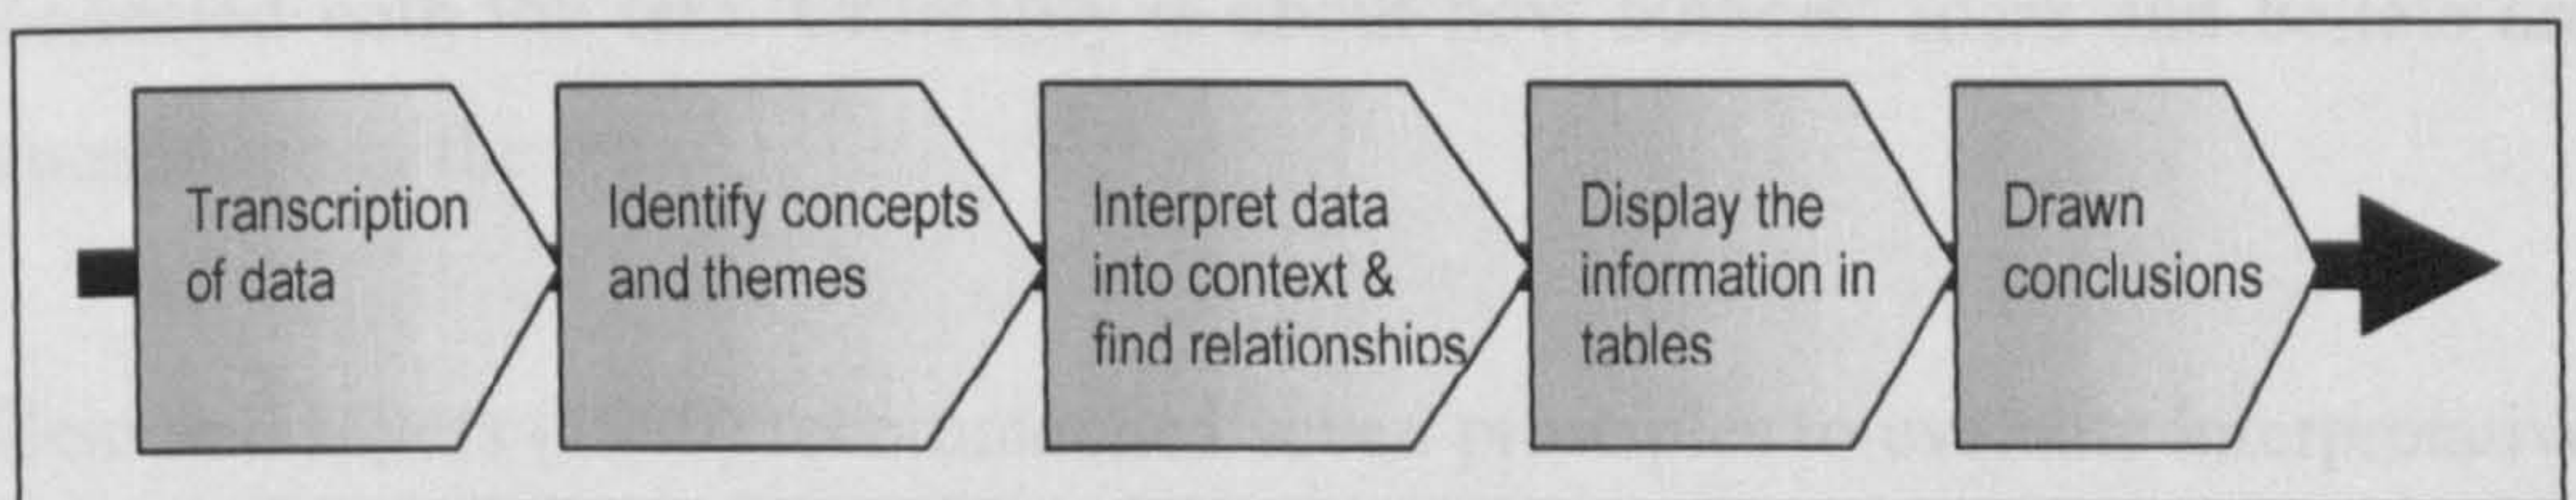 Transcription
of data
Identify concepts
and themes
Interpret data
into context &
find relationships
Display the
information in
tables
Drawn
conclusions